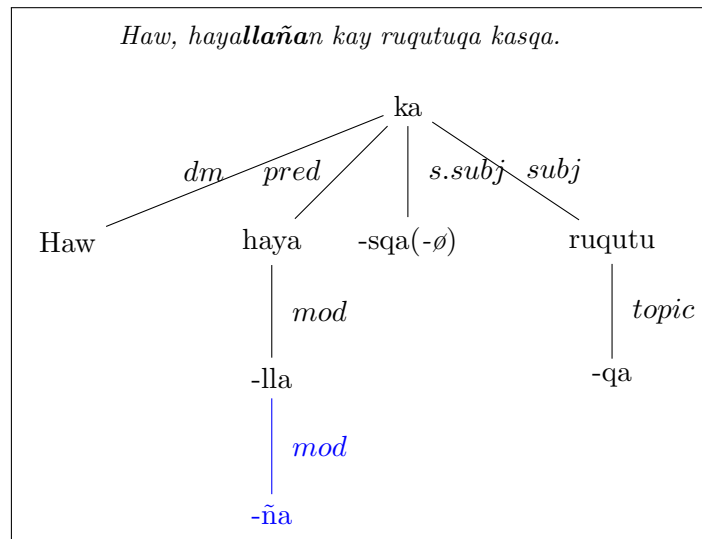 Haw, hayallañan kay ruqutuqa kasqa.
ka
dm pred s.subj subj
Haw haya -sqa(-ø) ruqutu
mod topic
-lla -qa
mod
-ña